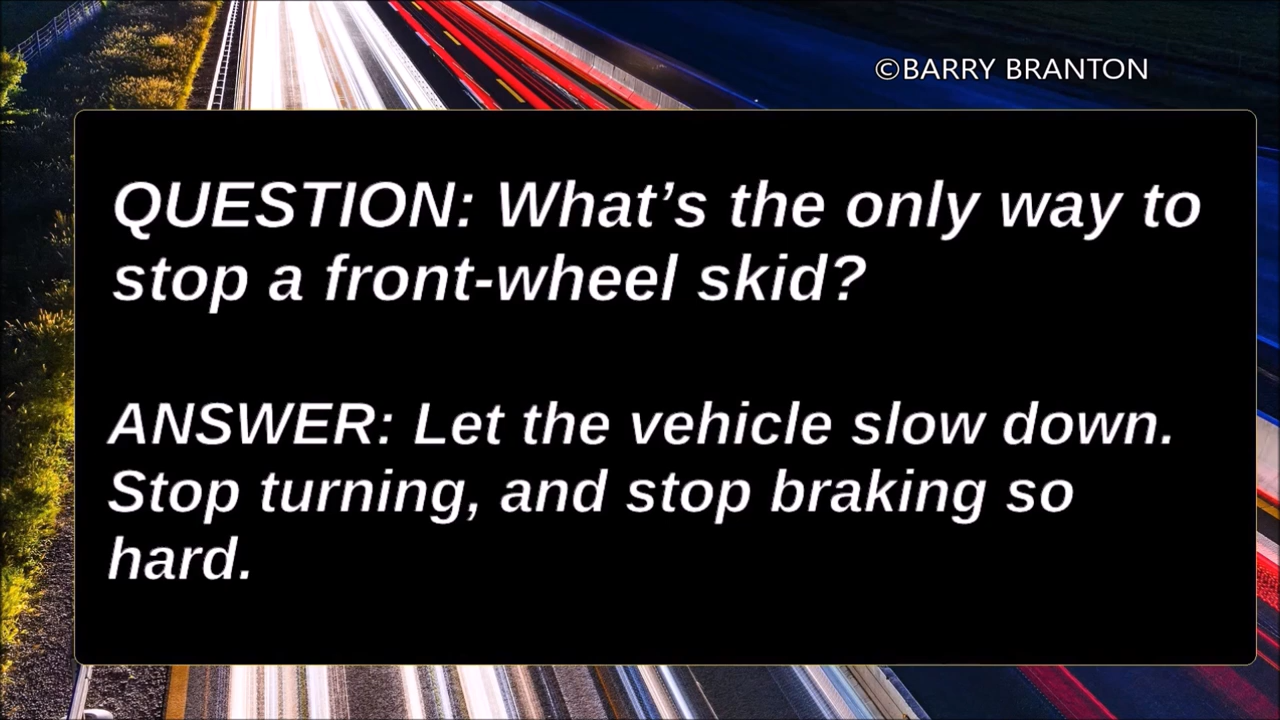 ©BARRY BRANTON
QUESTION: What’s the only way to
stop a front-wheel skid?
ANSWER: Let the vehicle slow down.
Stop turning, and stop braking so
hard.